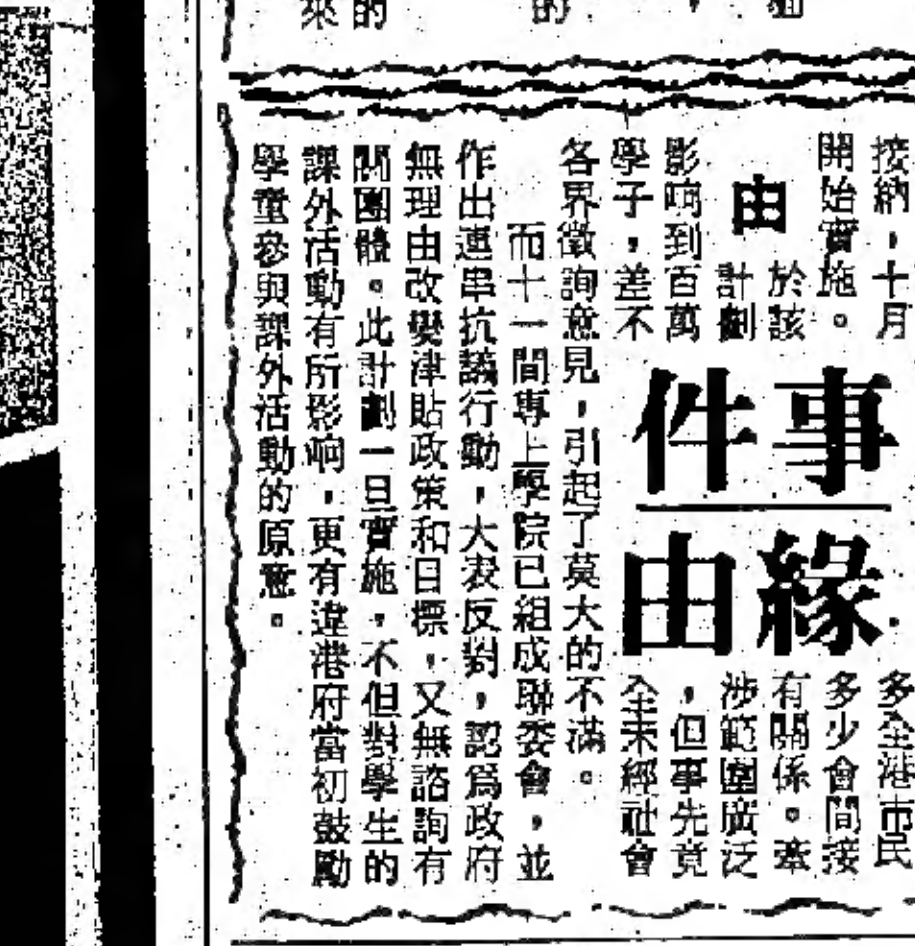 接納，十月
開始實施。
由
於該
計劃
影响到百萬
學子，差不
事件
緣由
多全港市民
多少會間接
有關係。牽
涉範圍廣泛
，但事先竟
全未經社會
各界徵詢意見，引起了莫大的不滿。
而十一間專上學院已組成聯委會，並
作出連串抗議行動，大表反對，認爲政府
無理由改變津貼政策和目標，又無諮詢有
關團體。此計劃一旦實施，不但對學生的
課外活動有所影响，更有違港府當初鼓勵
學童參與課外活動的原意。